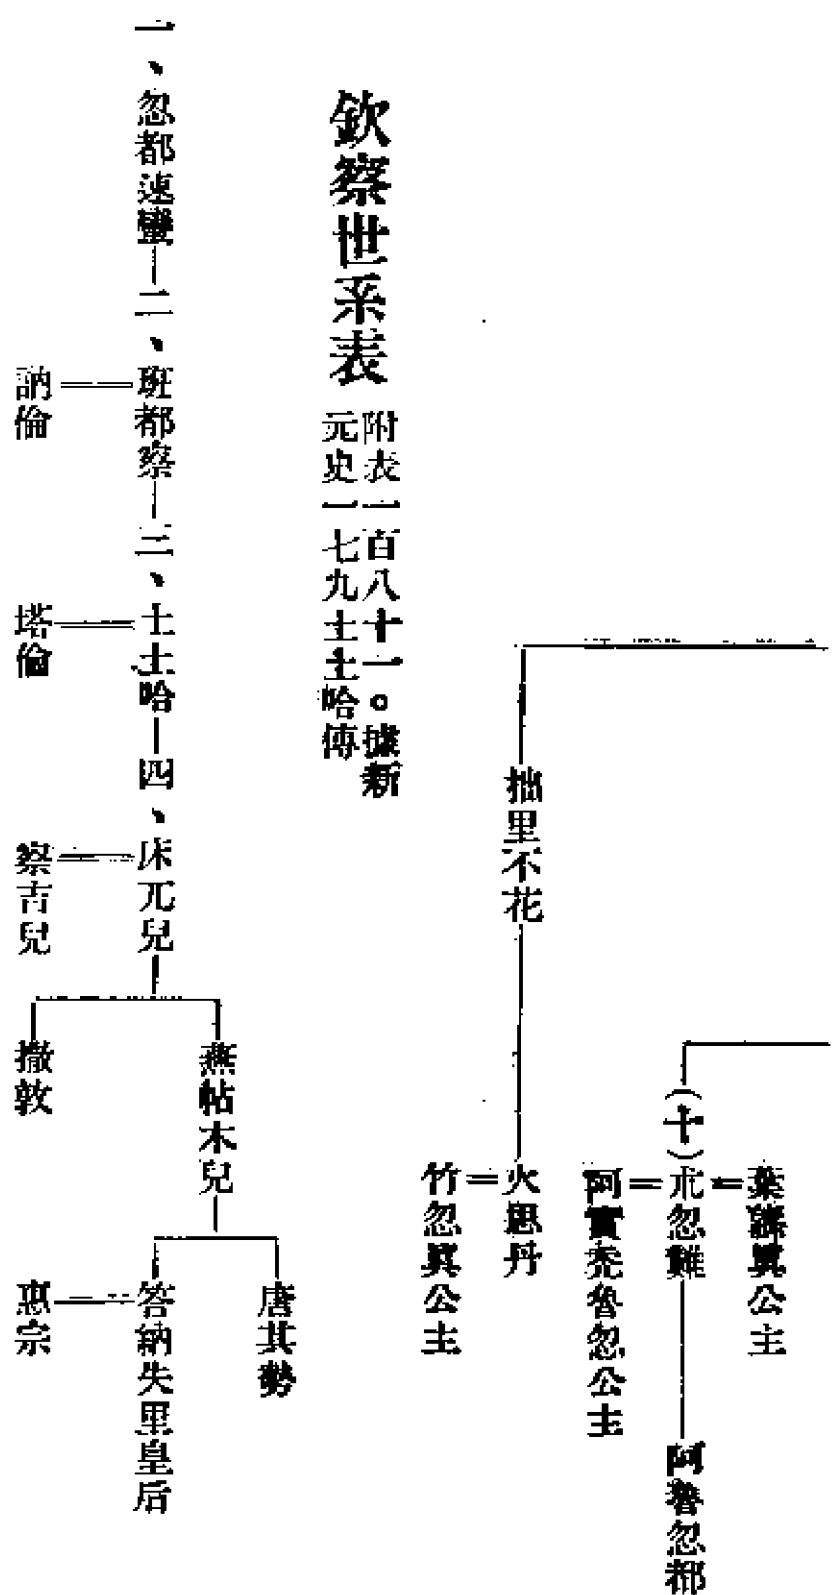 葉謀眞公主
(十)朮忽難
阿魯忽都
阿實禿魯忽公主
拙里不花
火思丹
竹忽眞公主
欽察世系表
附表一百八十一。據新
元史一七九土土哈傳
一、忽都速蠻
二、班都察
訥倫
三、土土哈
塔倫
四、床兀兒
察吉兒
燕帖木兒
撒敦
唐其勢
答納失里皇后
惠宗